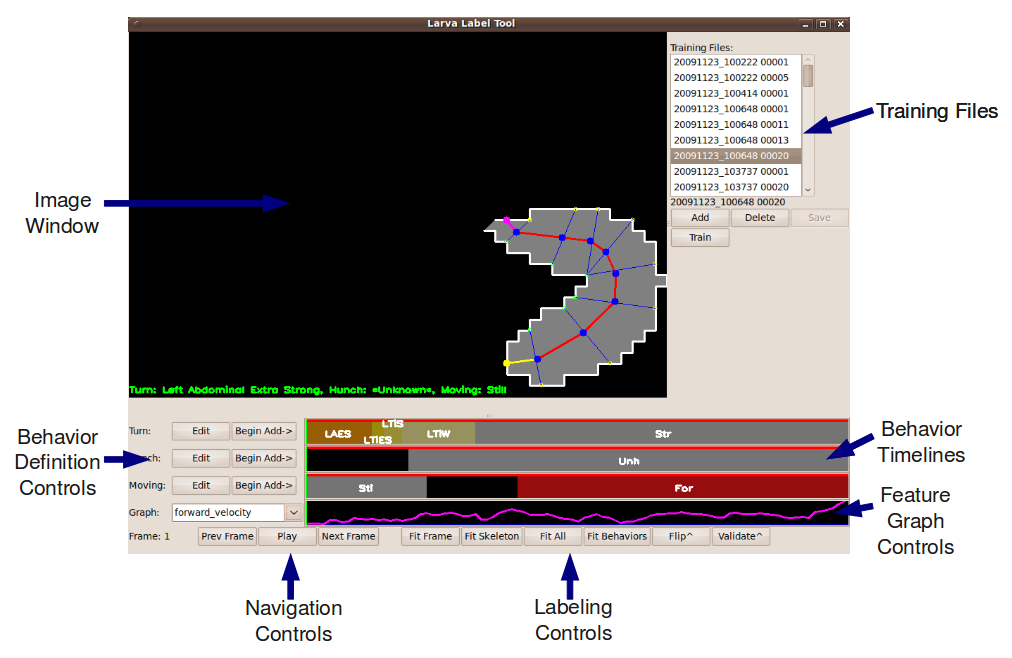 Larva Label Tool
Training Files:
20091123_100222 00001
20091123_100222 00005
20091123_100414 00001
20091123_100648 00001
20091123_100648 00011
20091123_100648 00013
20091123_100648 00020
20091123_103737 00001
20091123_103737 00020
20091123_100648 00020
Add Delete Save
Train
Training Files
Image
Window
Turn: Left Abdominal Extra Strong, Hunch: *Unknown*, Moving: Still
Behavior
Definition
Controls
Turn: Edit Begin Add-> LAES LTIS LTIES LTIW Str
nch: Edit Begin Add-> Unh
Moving: Edit Begin Add-> Stl For
Graph: forward_velocity
Frame: 1 Prev Frame Play Next Frame Fit Frame Fit Skeleton Fit All Fit Behaviors Flip^ Validate^
Behavior
Timelines
Feature
Graph
Controls
Navigation
Controls
Labeling
Controls